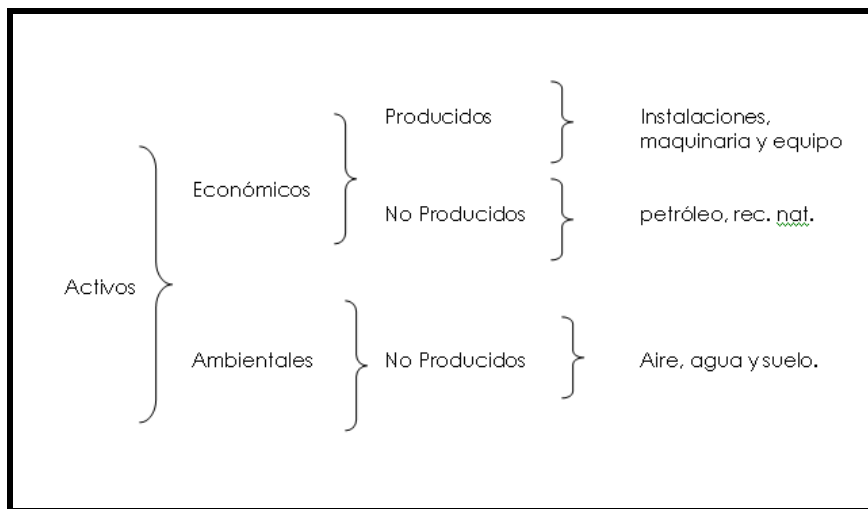 Producidos
Instalaciones,
maquinaria y equipo
Económicos
No Producidos
petróleo, rec. nat.
Activos
Ambientales
No Producidos
Aire, agua y suelo.